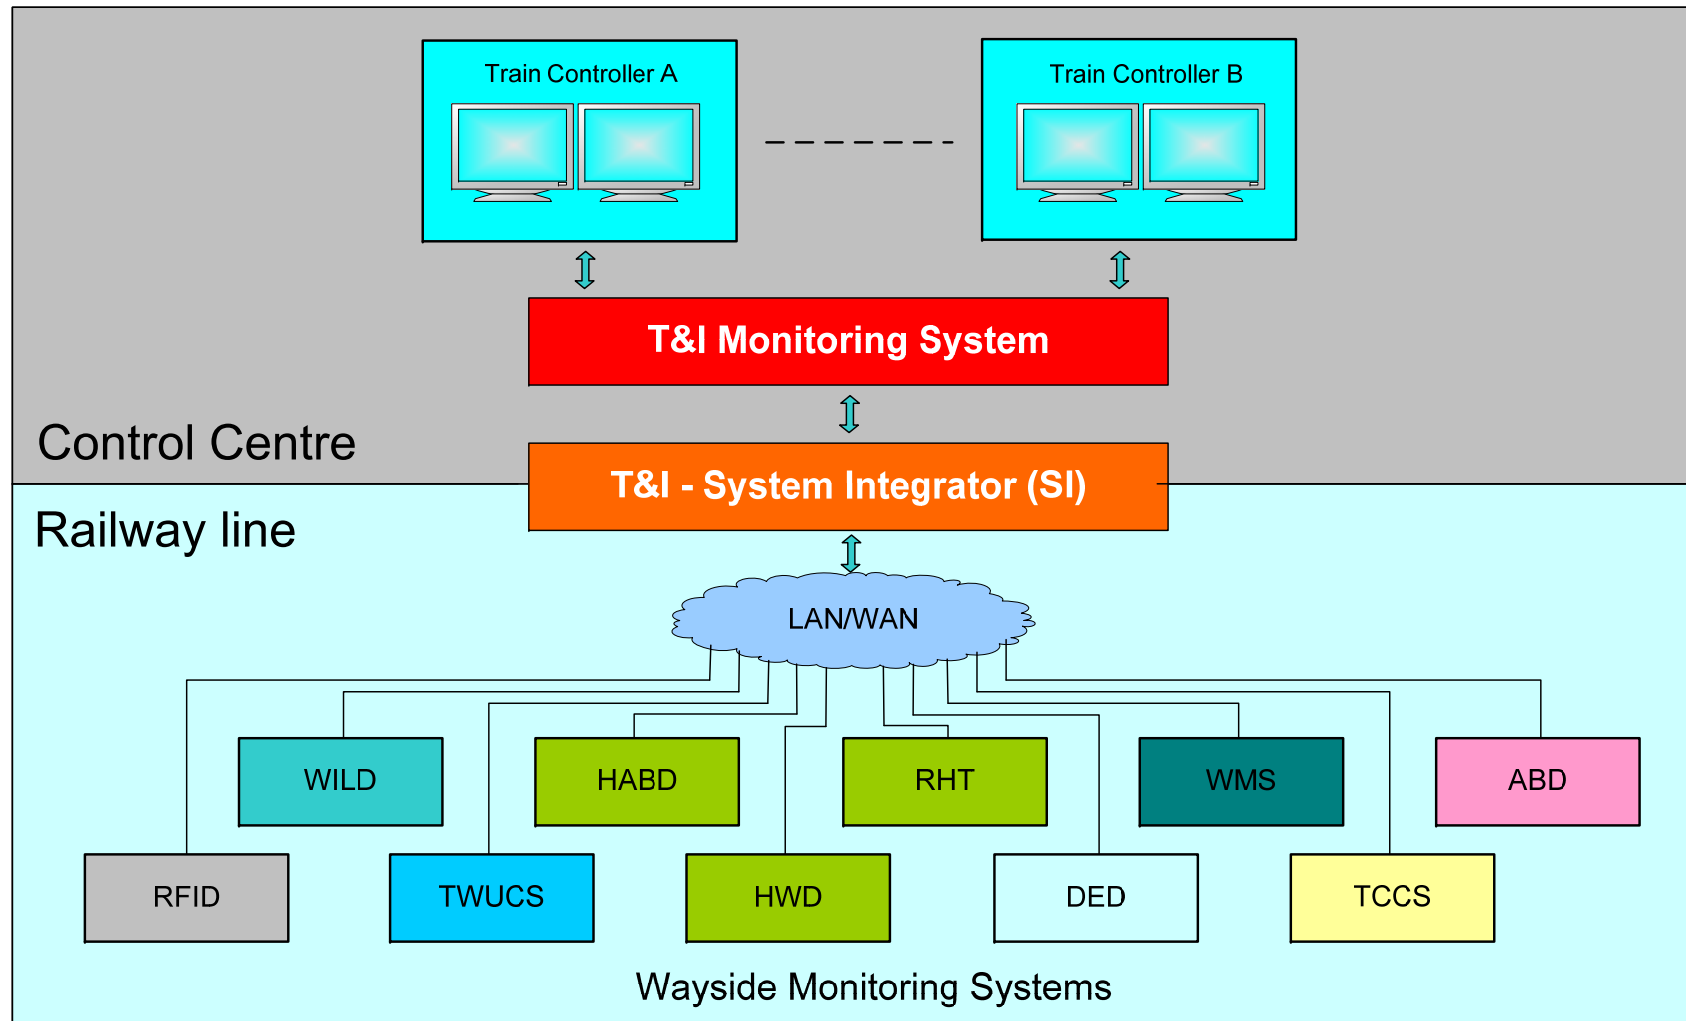 Train Controller A
Train Controller B
T&I Monitoring System
Control Centre
T&I - System Integrator (SI)
Railway line
LAN/WAN
WILD
HABD
RHT
WMS
ABD
RFID
TWUCS
HWD
DED
TCCS
Wayside Monitoring Systems